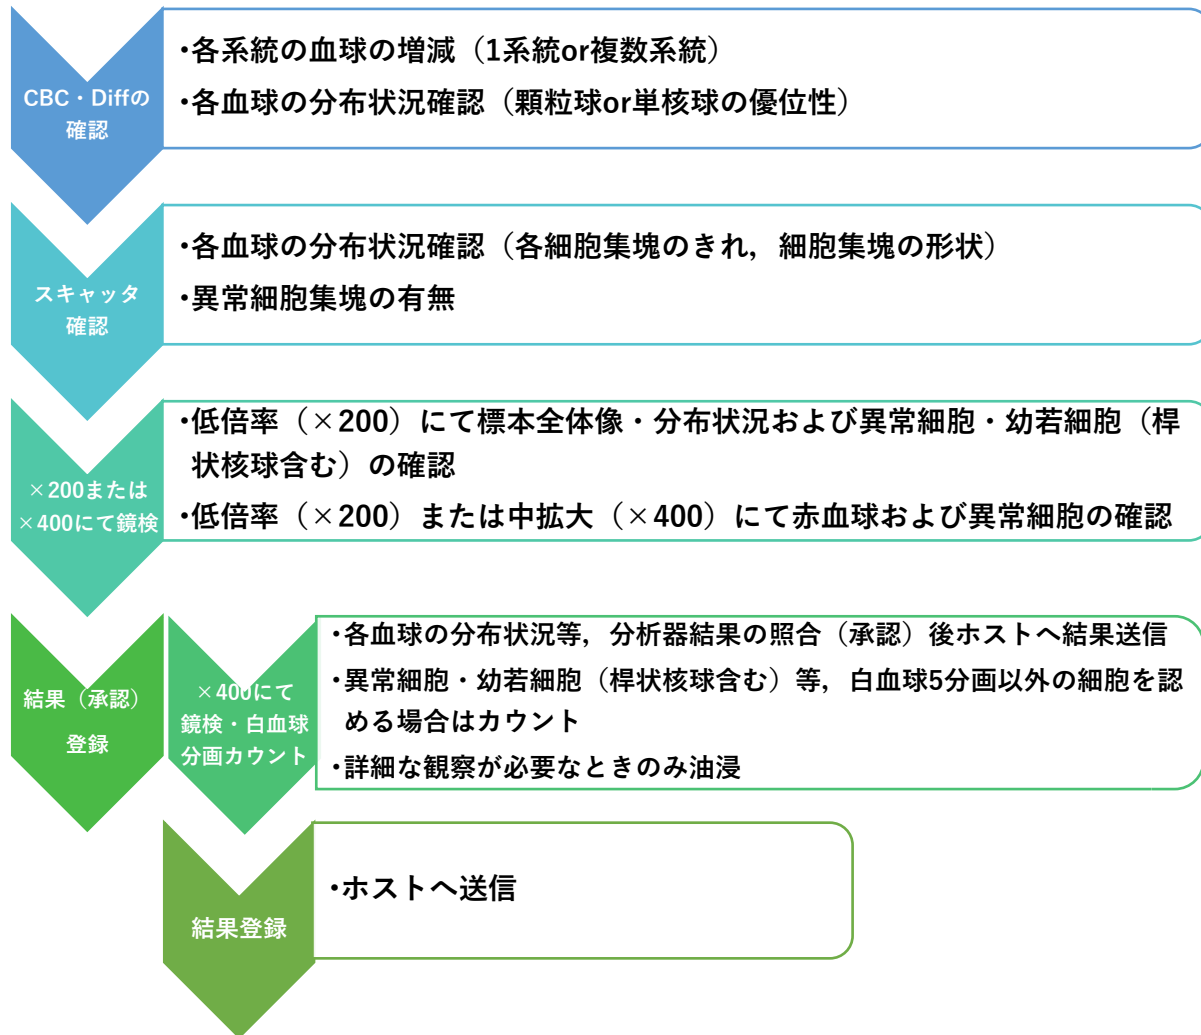 CBC・Diffの
確認
・各系統の血球の増減（1系統or複数系統）
・各血球の分布状況確認（顆粒球or単核球の優位性）
スキャッタ
確認
・各血球の分布状況確認（各細胞集塊のきれ，細胞集塊の形状）
・異常細胞集塊の有無
×200または
×400にて鏡検
・低倍率（×200）にて標本全体像・分布状況および異常細胞・幼若細胞（桿
状核球含む）の確認
・低倍率（×200）または中拡大（×400）にて赤血球および異常細胞の確認
結果（承認）
登録
×400にて
鏡検・白血球
分画カウント
・各血球の分布状況等，分析器結果の照合（承認）後ホストへ結果送信
・異常細胞・幼若細胞（桿状核球含む）等，白血球5分画以外の細胞を認
める場合はカウント
・詳細な観察が必要なときのみ油浸
結果登録
・ホストへ送信